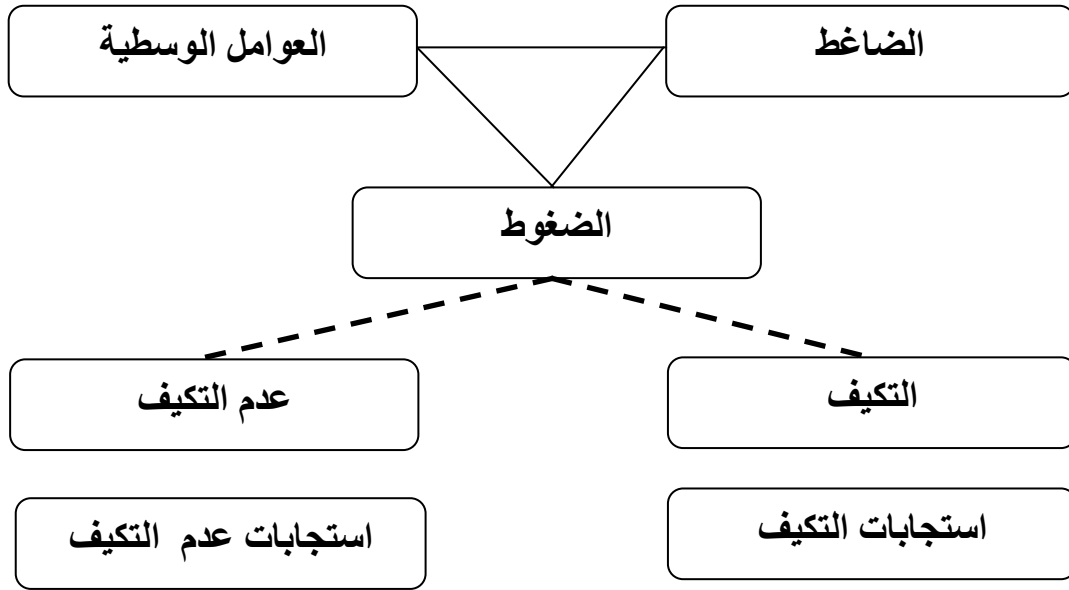 الضاغط
العوامل الوسطية
الضغوط
التكيف
عدم التكيف
استجابات التكيف
استجابات عدم التكيف